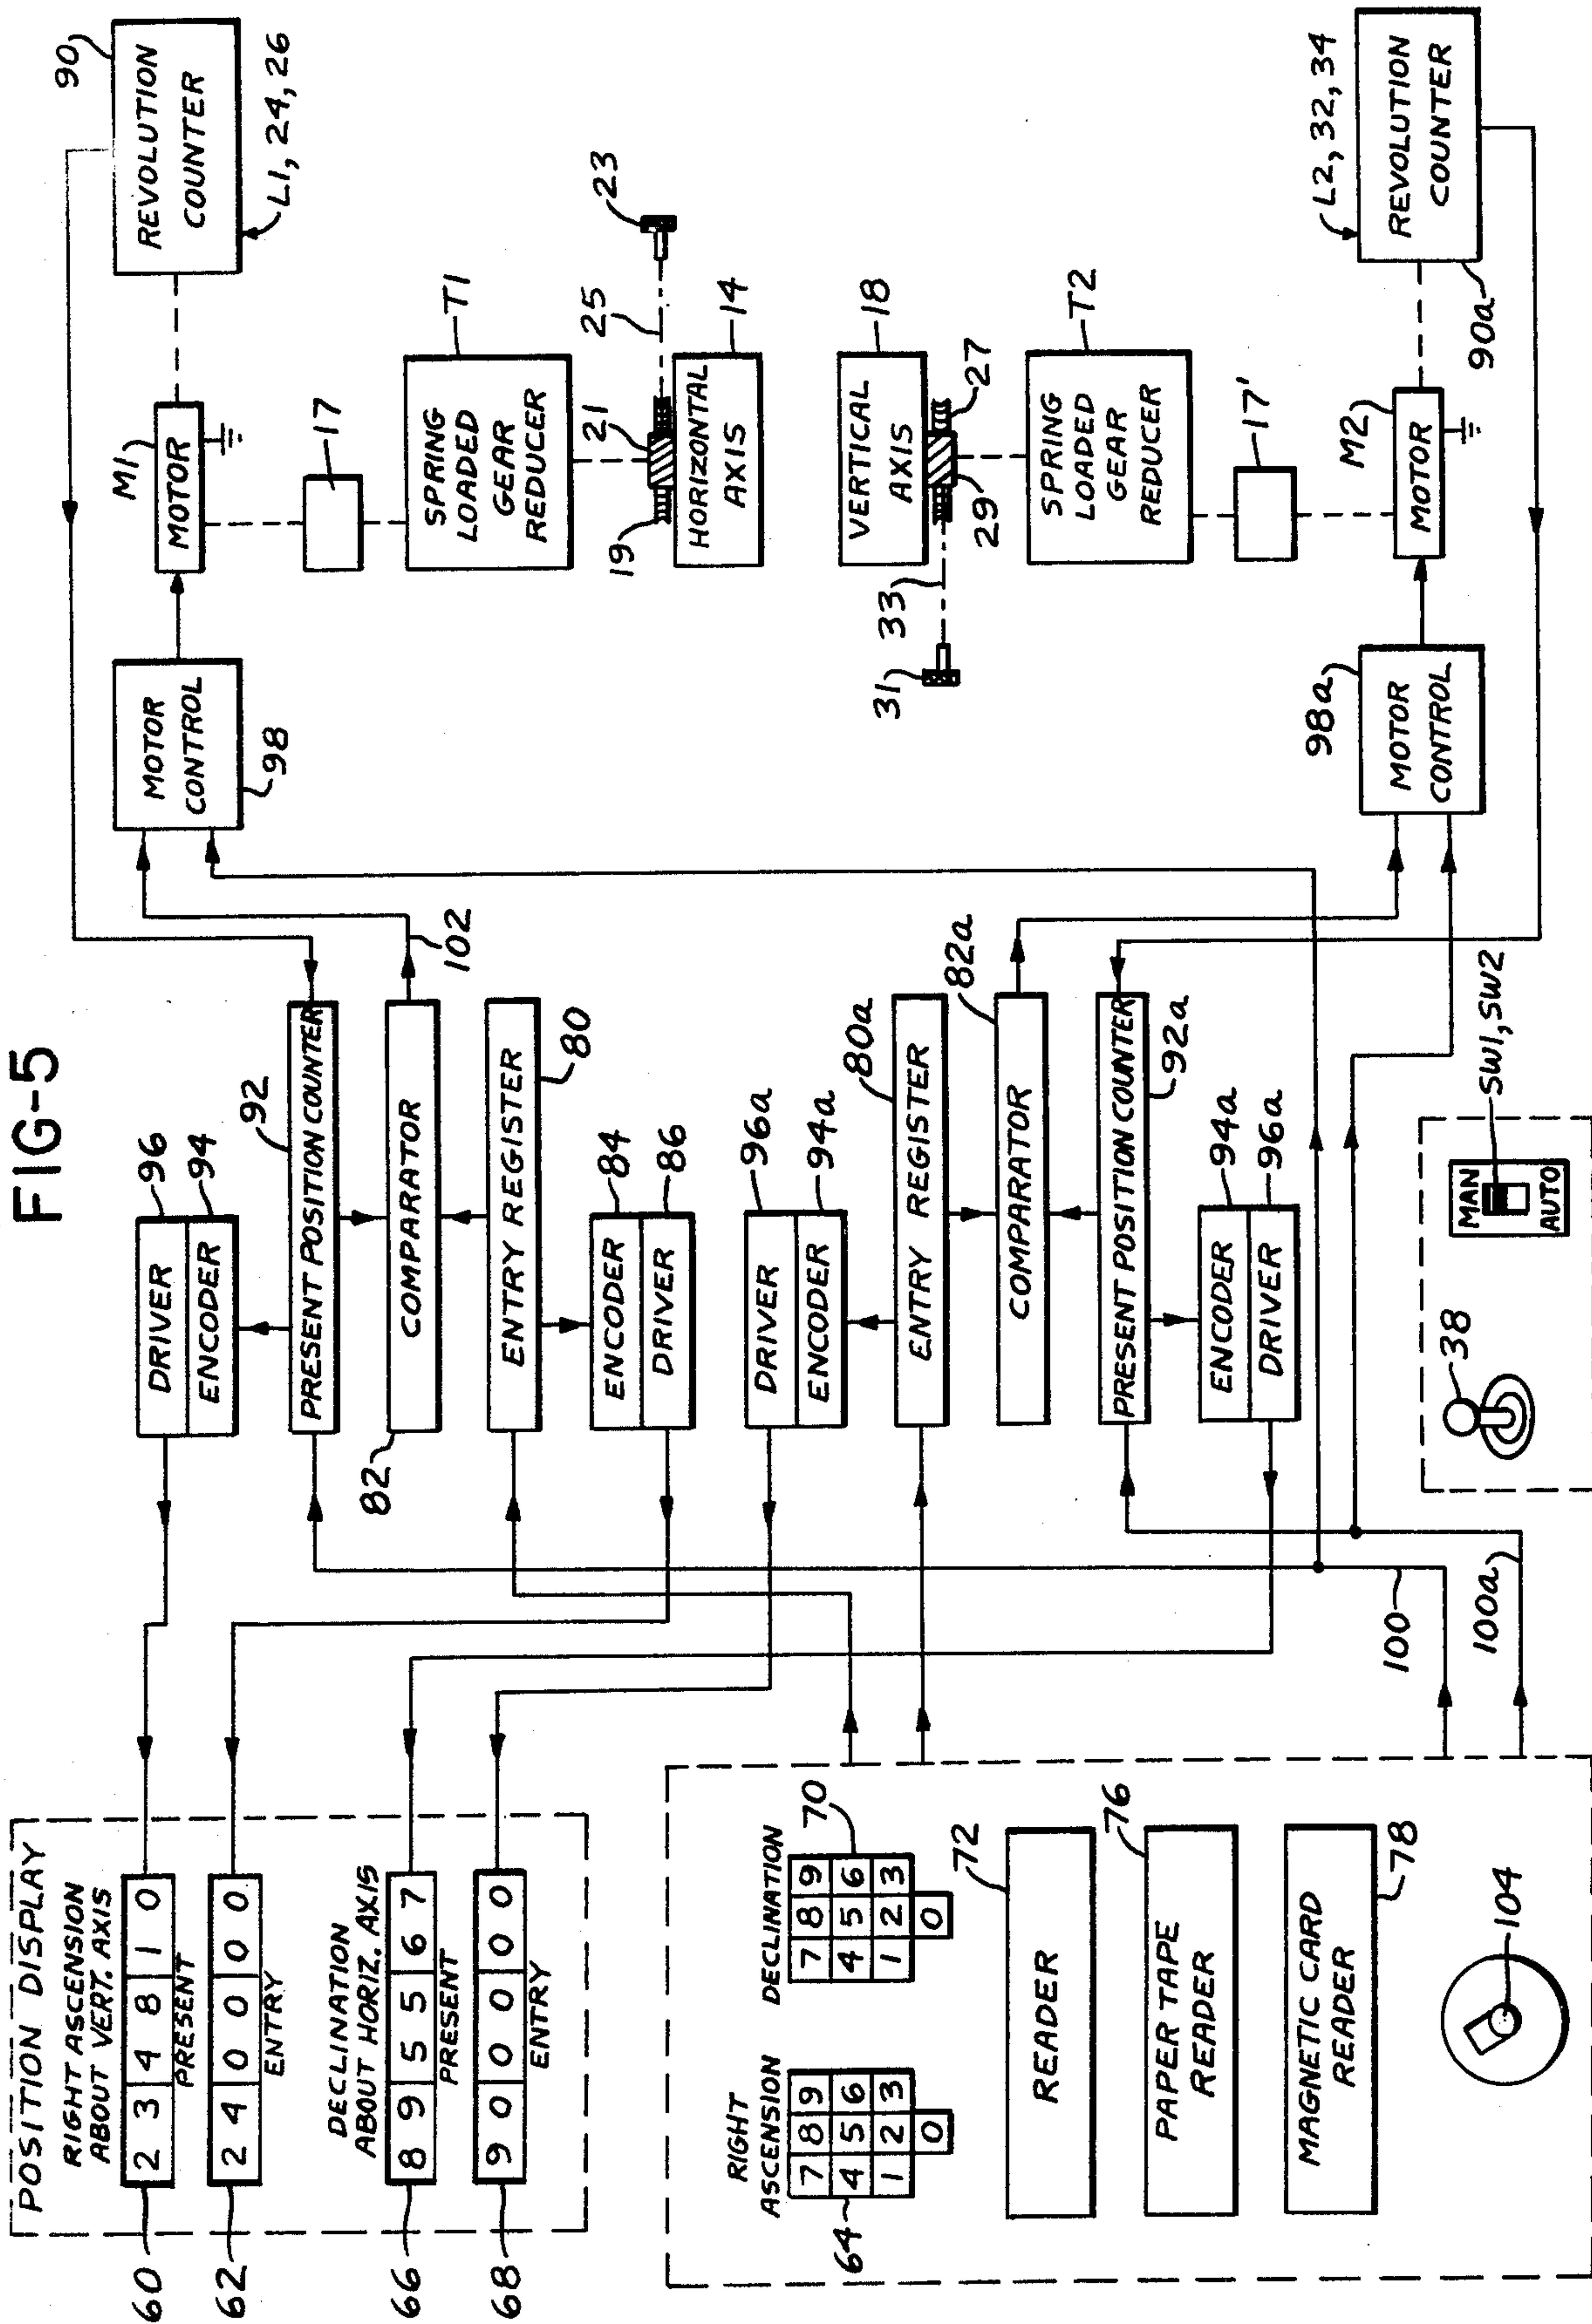 FIG-5
POSITION DISPLAY
RIGHT ASCENSION
ABOUT VERT. AXIS
60
2 3 4 8 1 0
PRESENT
62
2 4 0 0 0 0
ENTRY
DECLINATION
ABOUT HORIZ. AXIS
66
8 9 5 5 6 7
PRESENT
68
9 0 0 0 0 0
ENTRY
RIGHT
ASCENSION
64
7 8 9
4 5 6
1 2 3
0
DECLINATION
70
7 8 9
4 5 6
1 2 3
0
72
READER
76
PAPER TAPE
READER
78
MAGNETIC CARD
READER
104
96
DRIVER
ENCODER
94
92
PRESENT POSITION COUNTER
82
COMPARATOR
102
ENTRY REGISTER
80
ENCODER
84
DRIVER
86
96a
DRIVER
ENCODER
94a
80a
ENTRY REGISTER
82a
COMPARATOR
PRESENT POSITION COUNTER
92a
ENCODER
94a
DRIVER
96a
100
100a
38
MAN
AUTO
SW1, SW2
MOTOR
CONTROL
98
M1
MOTOR
90
REVOLUTION
COUNTER
L1, 24, 26
17
T1
SPRING
LOADED
GEAR
REDUCER
19
21
25
23
HORIZONTAL
AXIS
14
VERTICAL
AXIS
18
31
33
29
27
SPRING
LOADED
GEAR
REDUCER
T2
17'
98a
MOTOR
CONTROL
M2
MOTOR
L2, 32, 34
REVOLUTION
COUNTER
90a